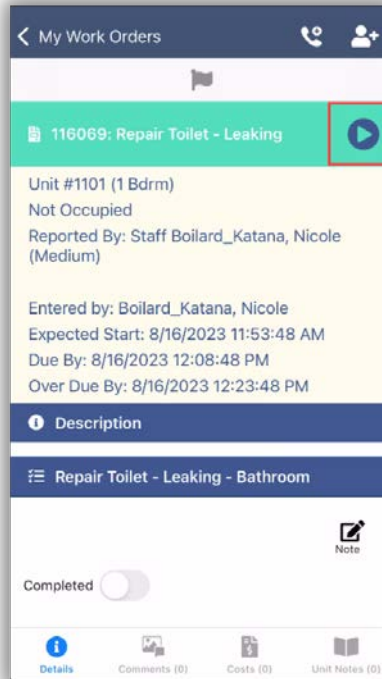 My Work Orders
116069: Repair Toilet - Leaking
Unit #1101 (1 Bdrm)
Not Occupied
Reported By: Staff Boilard_Katana, Nicole
(Medium)
Entered by: Boilard_Katana, Nicole
Expected Start: 8/16/2023 11:53:48 AM
Due By: 8/16/2023 12:08:48 PM
Over Due By: 8/16/2023 12:23:48 PM
Description
Repair Toilet - Leaking - Bathroom
Note
Completed
Details Comments (0) Costs (0) Unit Notes (0)